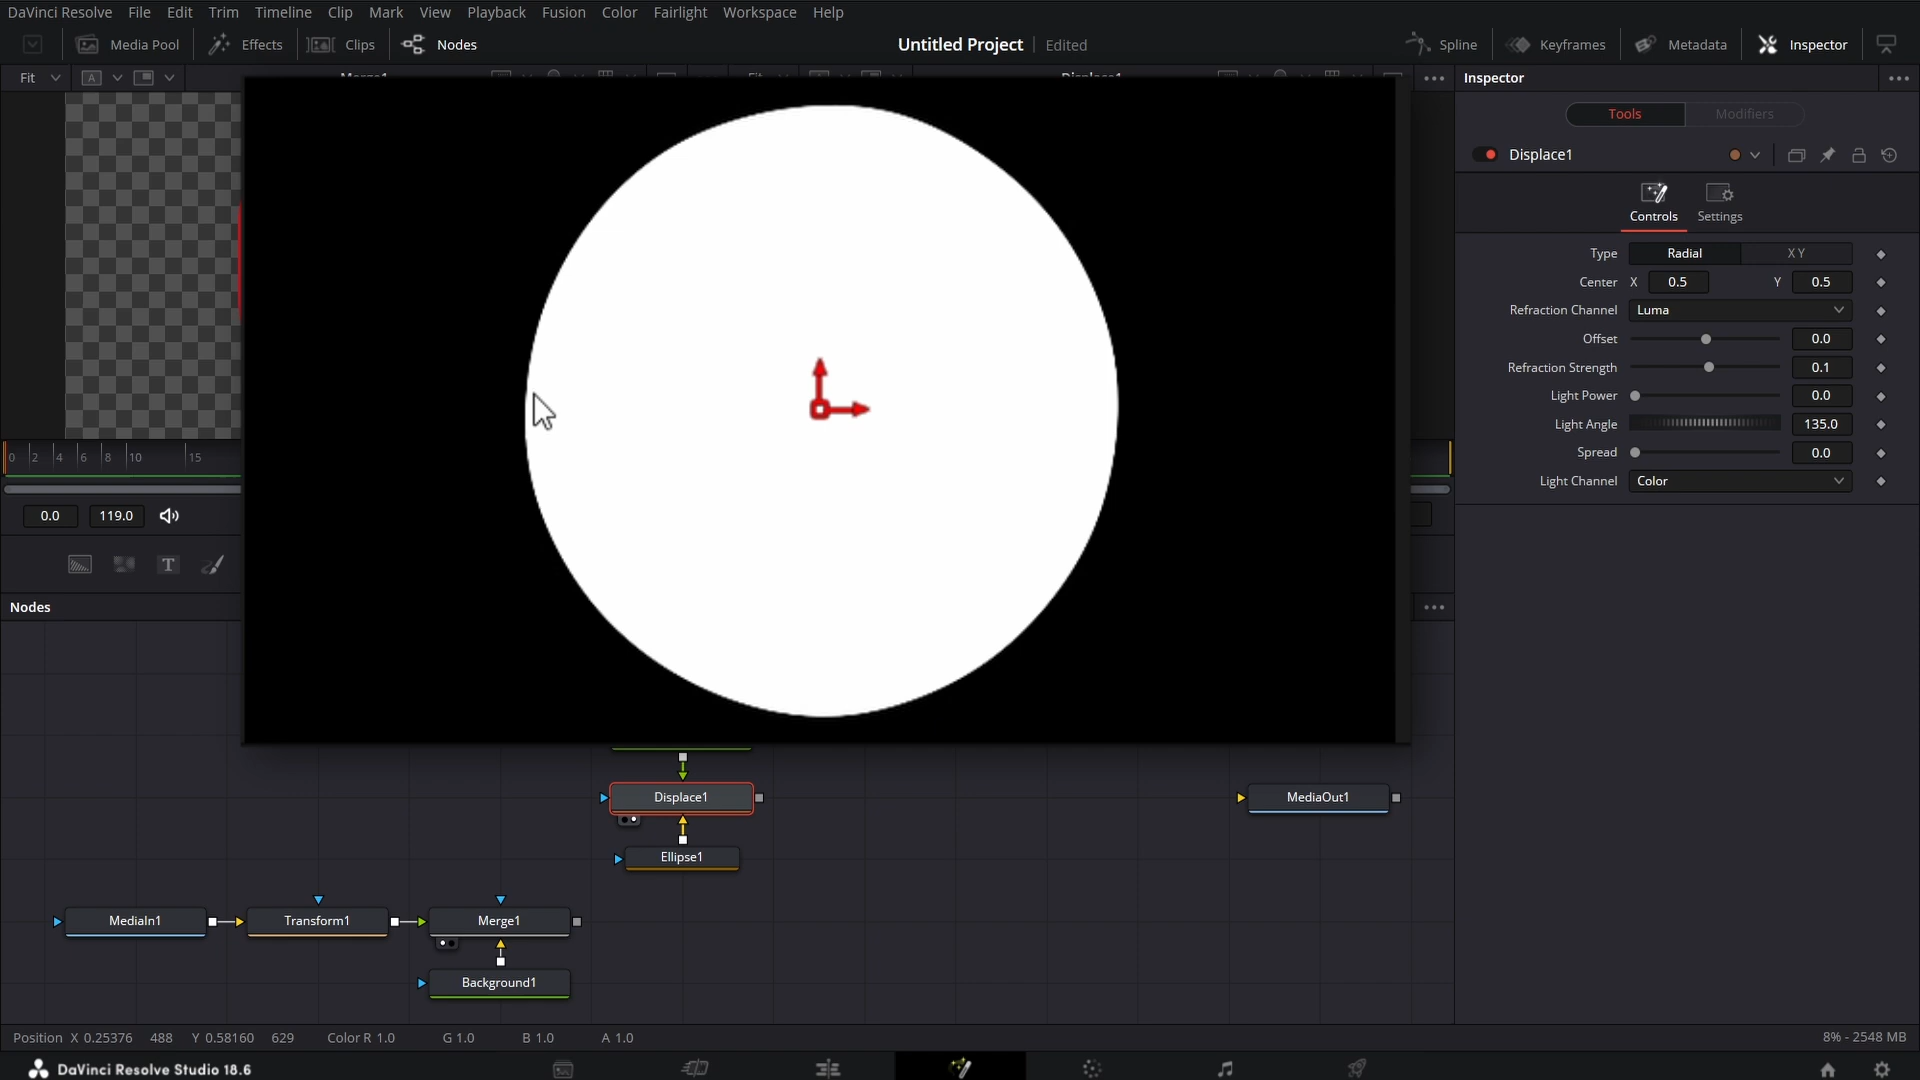 DaVinci Resolve File Edit Trim Timeline Clip Mark View Playback Fusion Color Fairlight Workspace Help
Media Pool Effects Clips Nodes Untitled Project Edited Spline Keyframes Metadata Inspector
Fit A Inspector
Tools Modifiers
Displace1
Controls Settings
Type Radial X Y
Center X 0.5 Y 0.5
Refraction Channel Luma
Offset 0.0
Refraction Strength 0.1
Light Power 0.0
Light Angle 135.0
Spread 0.0
Light Channel Color
0 2 4 6 8 10 15
0.0 119.0
T
Nodes
Displace1 MediaOut1
Ellipse1
MediaIn1 Transform1 Merge1
Background1
Position X 0.25376 488 Y 0.58160 629 Color R 1.0 G 1.0 B 1.0 A 1.0 8% - 2548 MB
DaVinci Resolve Studio 18.6